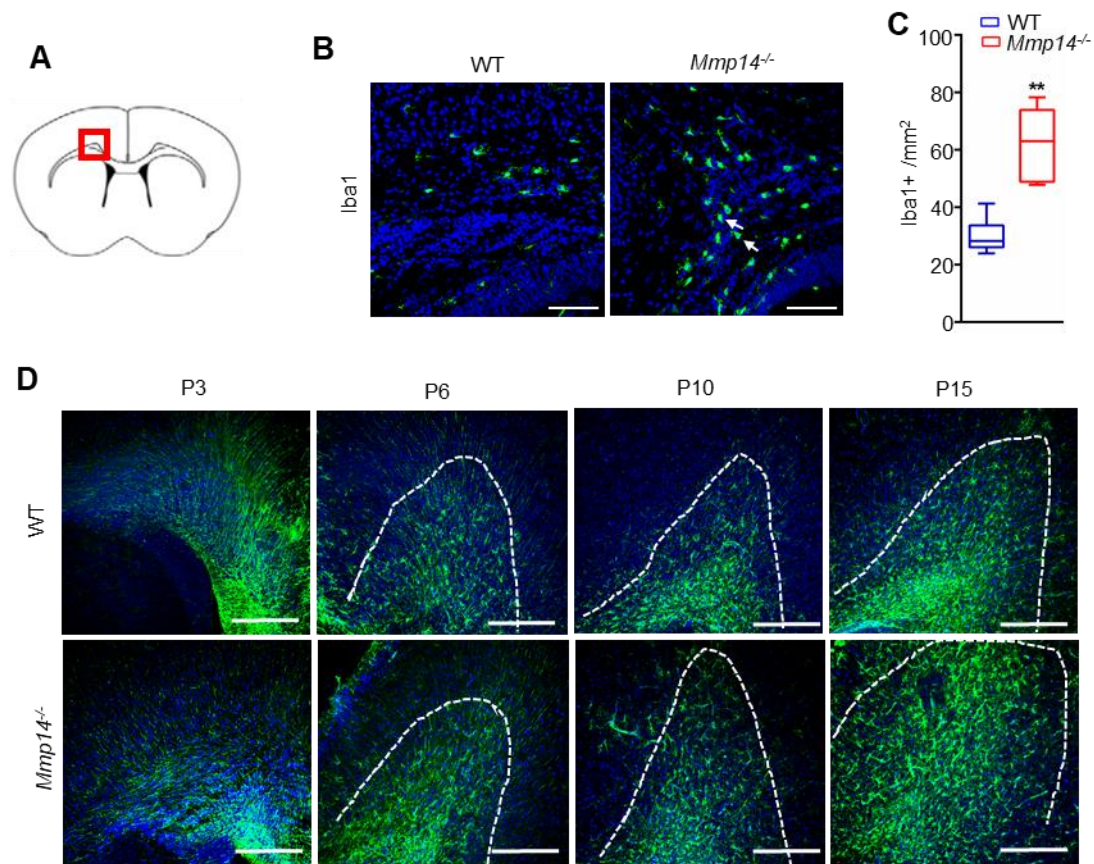 A
B
WT
Mmp14-/-
Iba1
C
WT
Mmp14-/-
Iba1+ /mm2
100
80
60
40
20
0
**
D
P3
P6
P10
P15
WT
Mmp14-/-